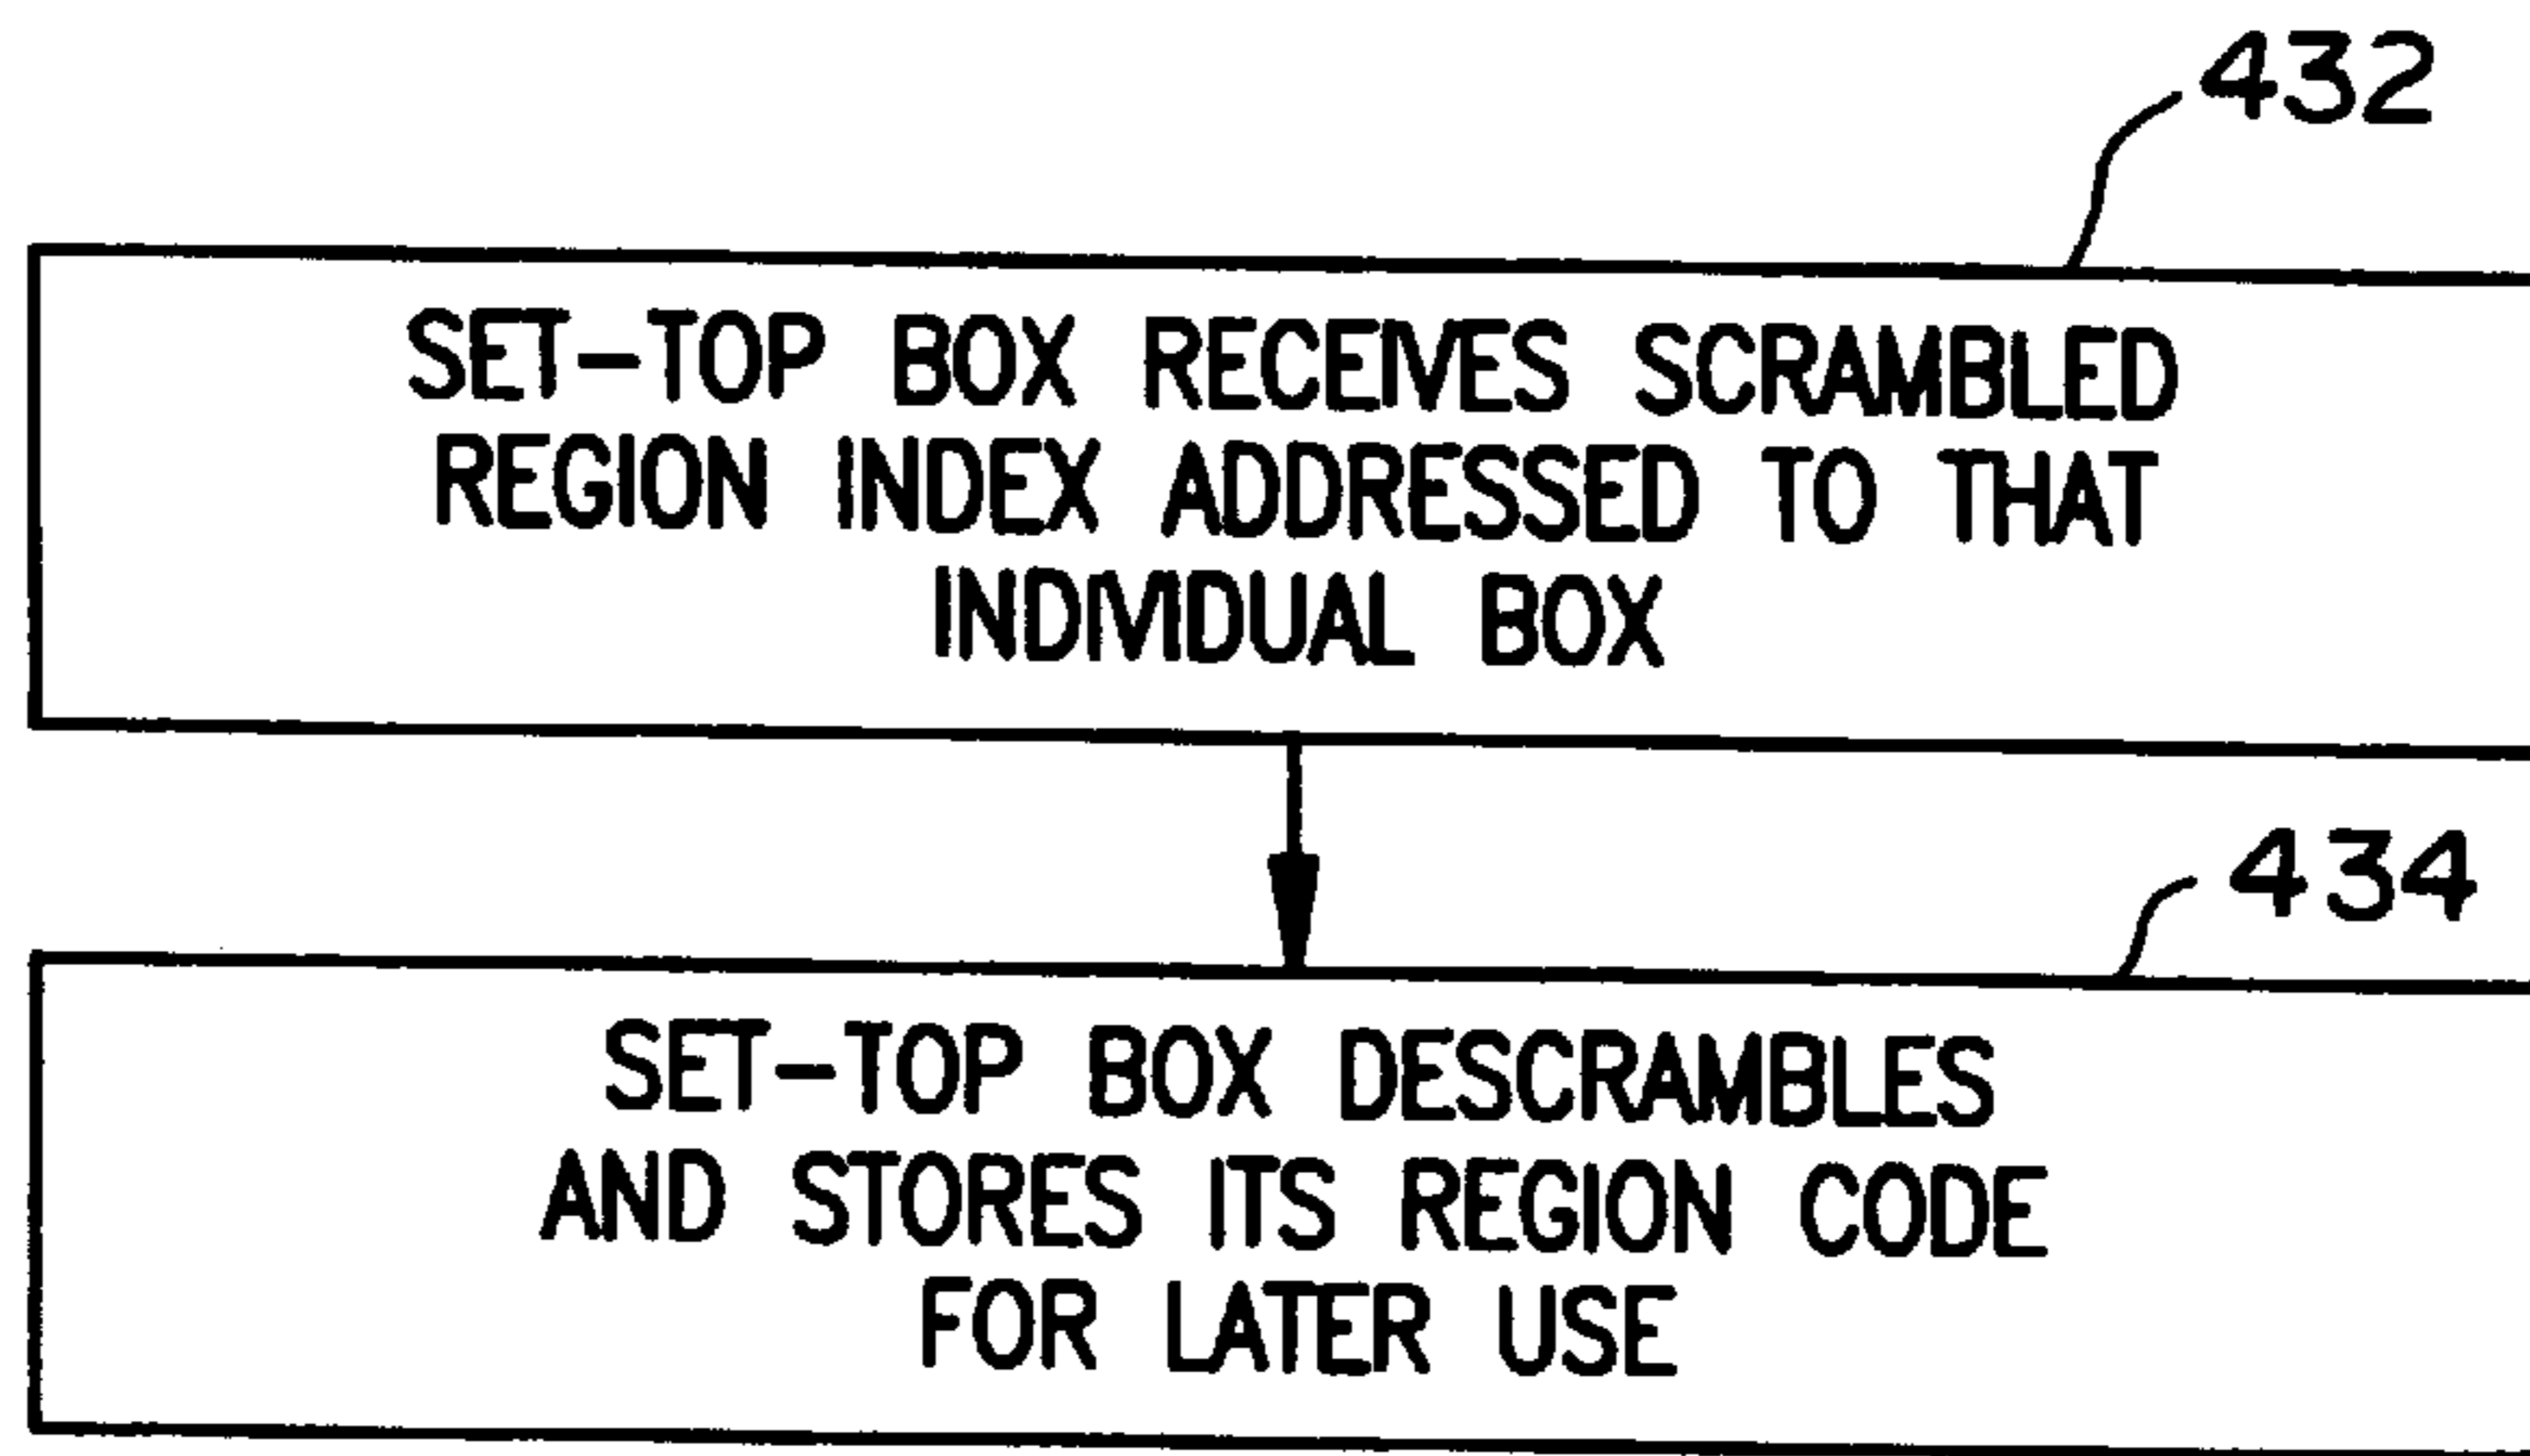 432
SET-TOP BOX RECEIVES SCRAMBLED
REGION INDEX ADDRESSED TO THAT
INDIVIDUAL BOX
434
SET-TOP BOX DESCRAMBLES
AND STORES ITS REGION CODE
FOR LATER USE